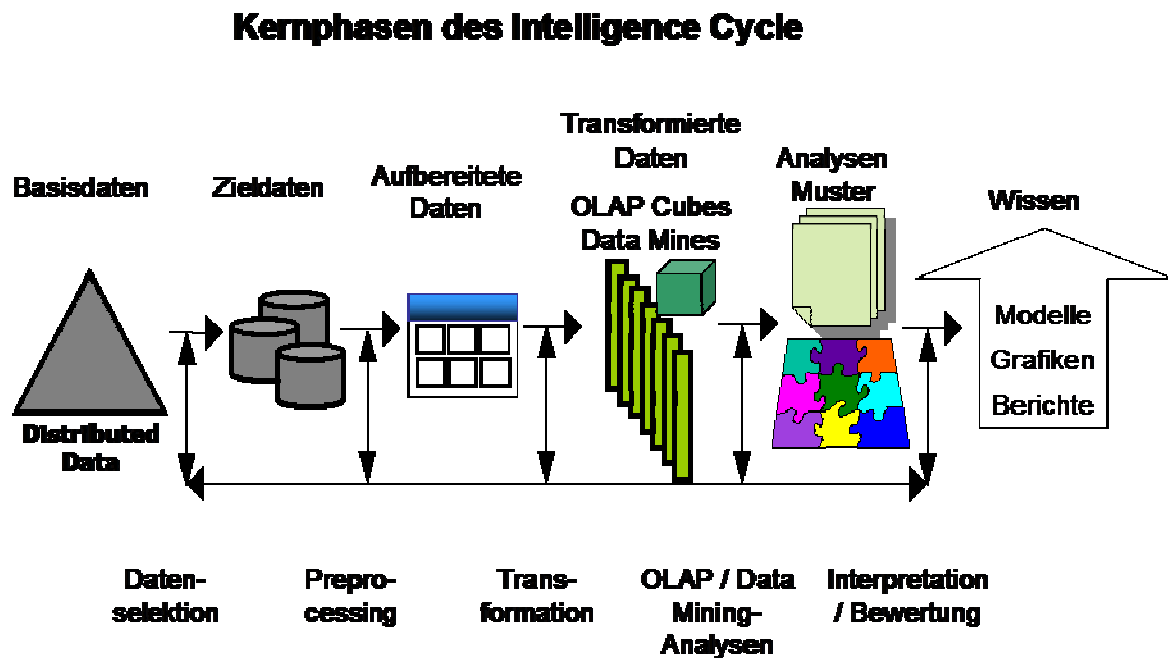 Kernphasen des Intelligence Cycle
Basisdaten
Zieldaten
Aufbereitete
Daten
Transformierte
Daten
OLAP Cubes
Data Mines
Analysen
Muster
Wissen
Distributed
Data
Modelle
Grafiken
Berichte
Daten-
selektion
Prepro-
cessing
Trans-
formation
OLAP / Data
Mining-
Analysen
Interpretation
/ Bewertung